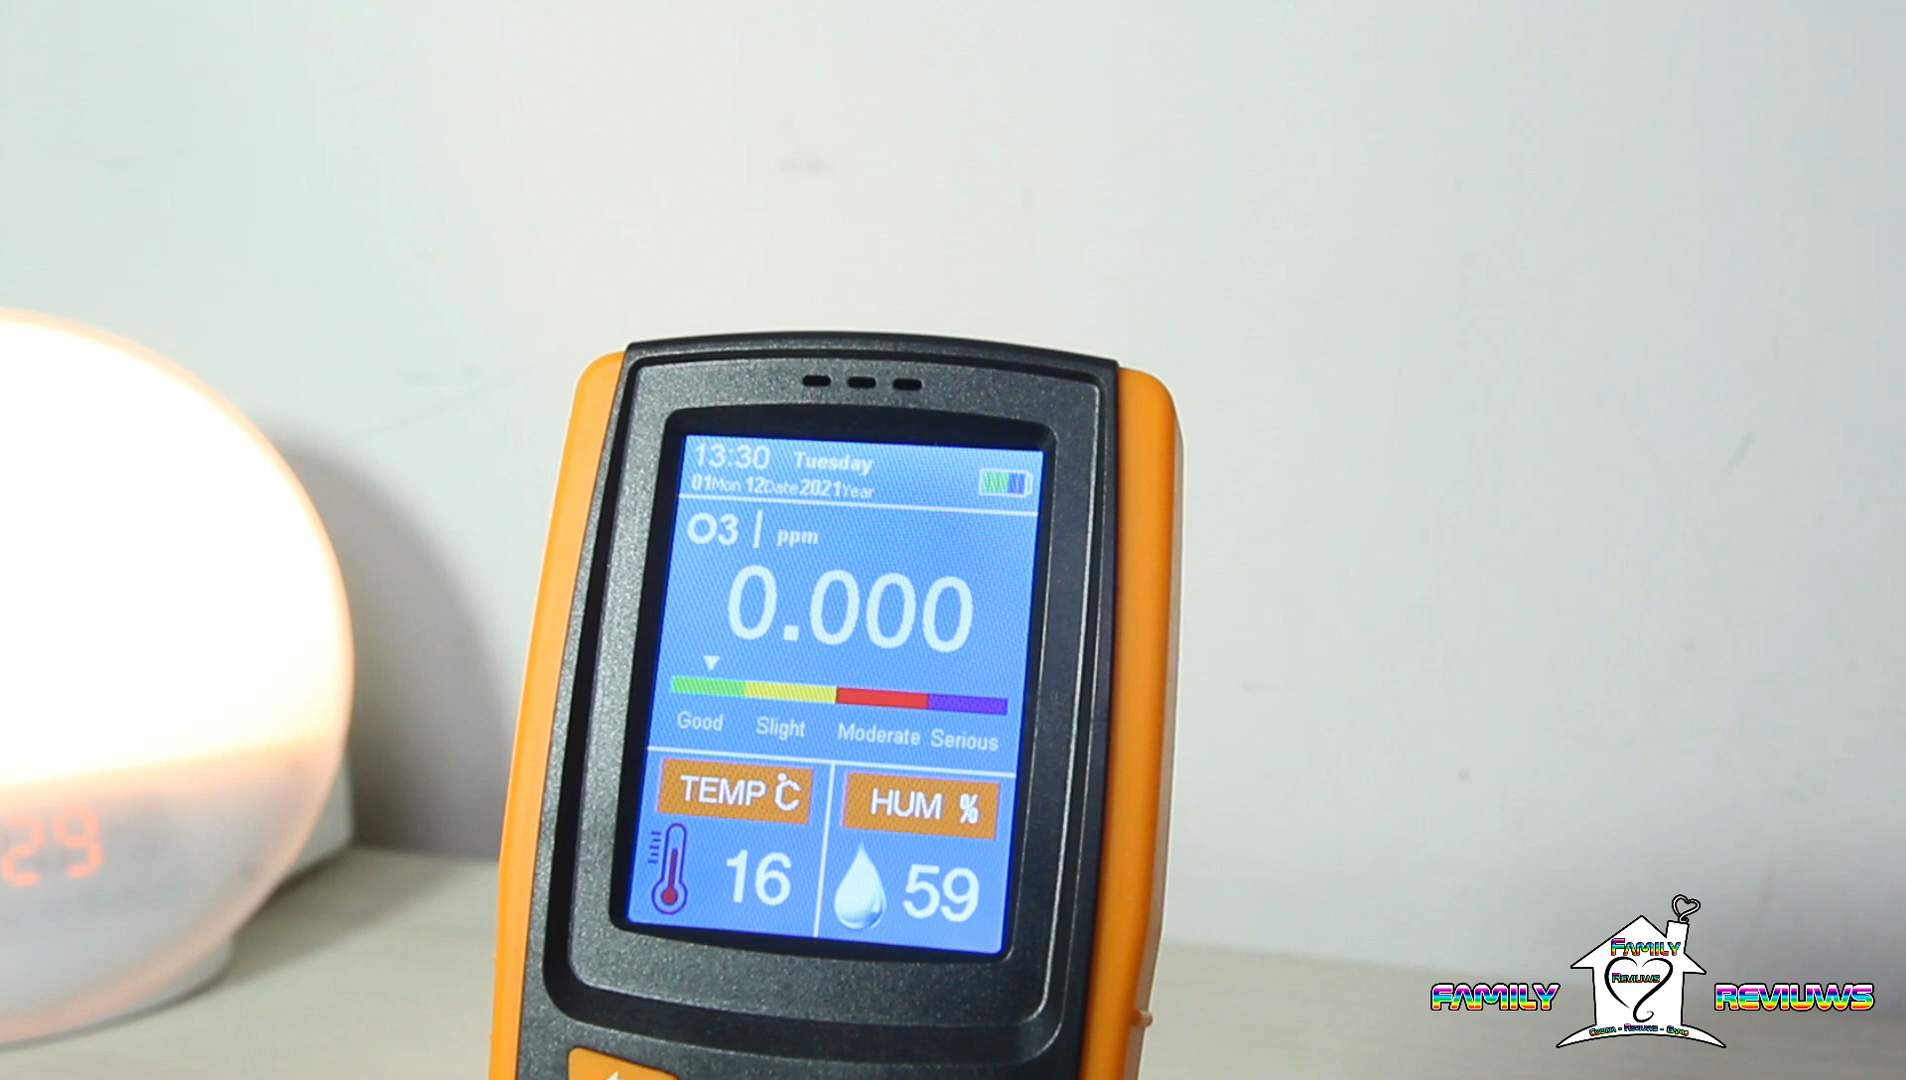 13:30 Tuesday
01Mon 12Date 2021Year
O3 | ppm
0.000
Good Slight Moderate Serious
TEMP °C
HUM %
16
59
29
FAMILY
REVIUWS
FAMILY REVIUWS